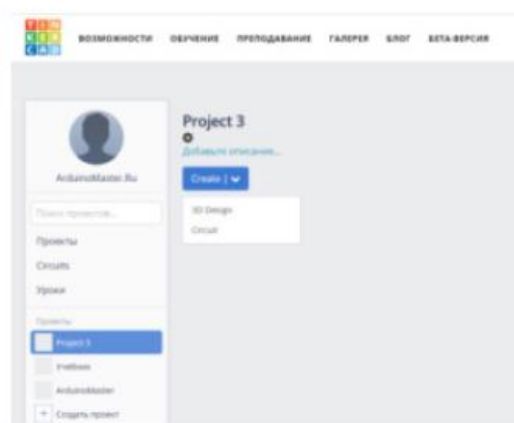 TIN
KER
CAD
ВОЗМОЖНОСТИ ОБУЧЕНИЕ ПРЕПОДАВАНИЕ ГАЛЕРЕЯ БЛОГ БЕТА-ВЕРСИЯ
Project 3
Добавьте описание...
ArduinoMaster.Ru
Create
3D Design
Circuit
Поиск проектов...
Проекты
Circuits
Уроки
Проекты
Project 3
ArduinoMaster
+ Создать проект